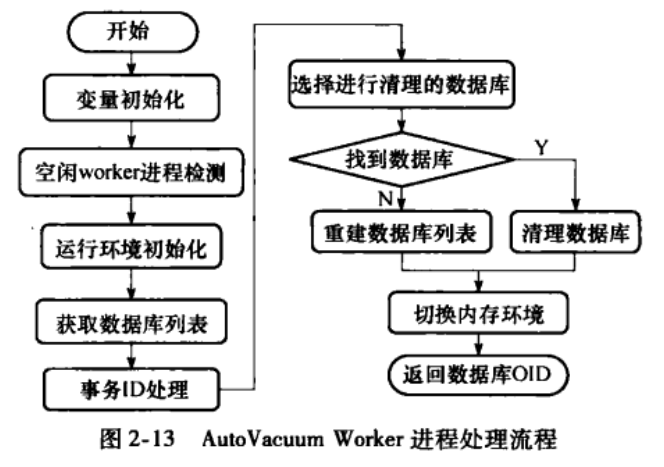 开始
变量初始化
空闲worker进程检测
运行环境初始化
获取数据库列表
事务ID处理
选择进行清理的数据库
找到数据库
Y
N
重建数据库列表
清理数据库
切换内存环境
返回数据库OID
图 2-13 AutoVacuum Worker 进程处理流程